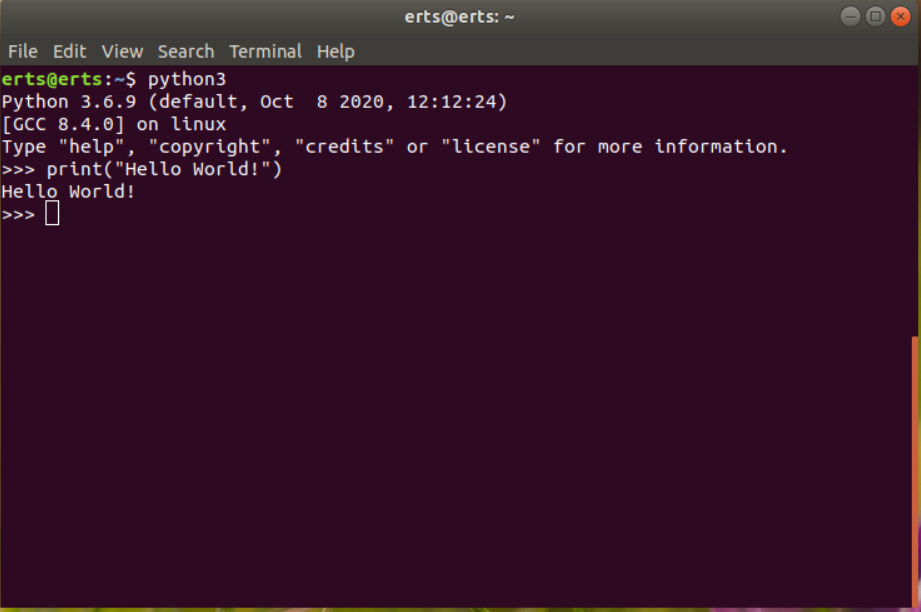 erts@erts: ~
File Edit View Search Terminal Help
erts@erts:~$ python3
Python 3.6.9 (default, Oct  8 2020, 12:12:24)
[GCC 8.4.0] on linux
Type "help", "copyright", "credits" or "license" for more information.
>>> print("Hello World!")
Hello World!
>>>